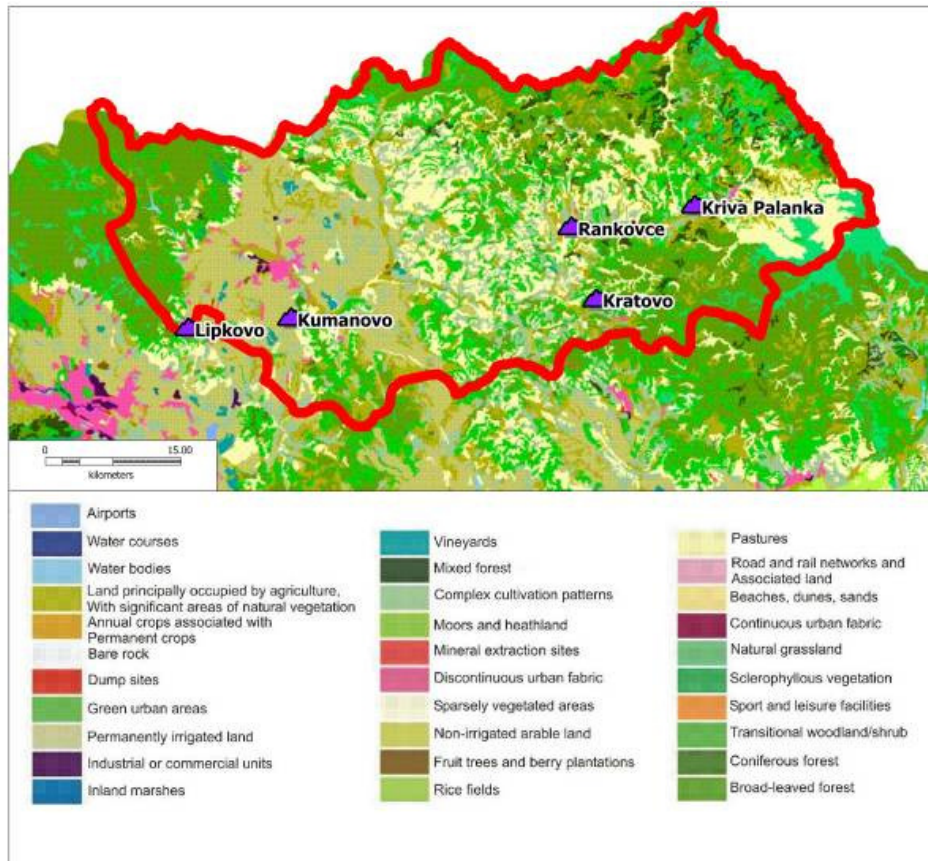 Kriva Palanka
Rankovce
Kratovo
Lipkovo
Kumanovo
0 15.00
kilometers
Airports
Water courses
Water bodies
Land principally occupied by agriculture,
With significant areas of natural vegetation
Annual crops associated with
Permanent crops
Bare rock
Dump sites
Green urban areas
Permanently irrigated land
Industrial or commercial units
Inland marshes
Vineyards
Mixed forest
Complex cultivation patterns
Moors and heathland
Mineral extraction sites
Discontinuous urban fabric
Sparsely vegetated areas
Non-irrigated arable land
Fruit trees and berry plantations
Rice fields
Pastures
Road and rail networks and
Associated land
Beaches, dunes, sands
Continuous urban fabric
Natural grassland
Sclerophyllous vegetation
Sport and leisure facilities
Transitional woodland/shrub
Coniferous forest
Broad-leaved forest